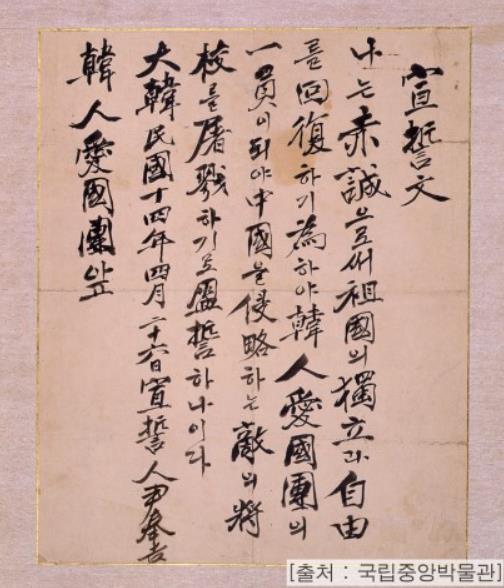 宣誓文
나는 赤誠으로써 祖國의 獨立과 自由
를 回復하기 爲하야 韓人愛國團의
一員이 되야 中國을 侵略하는 敵의 將
校를 屠戮하기로 盟誓하나이다
大韓民國十四年四月二十六日 宣誓人 尹奉吉
韓人愛國團 앞
[출처 : 국립중앙박물관]